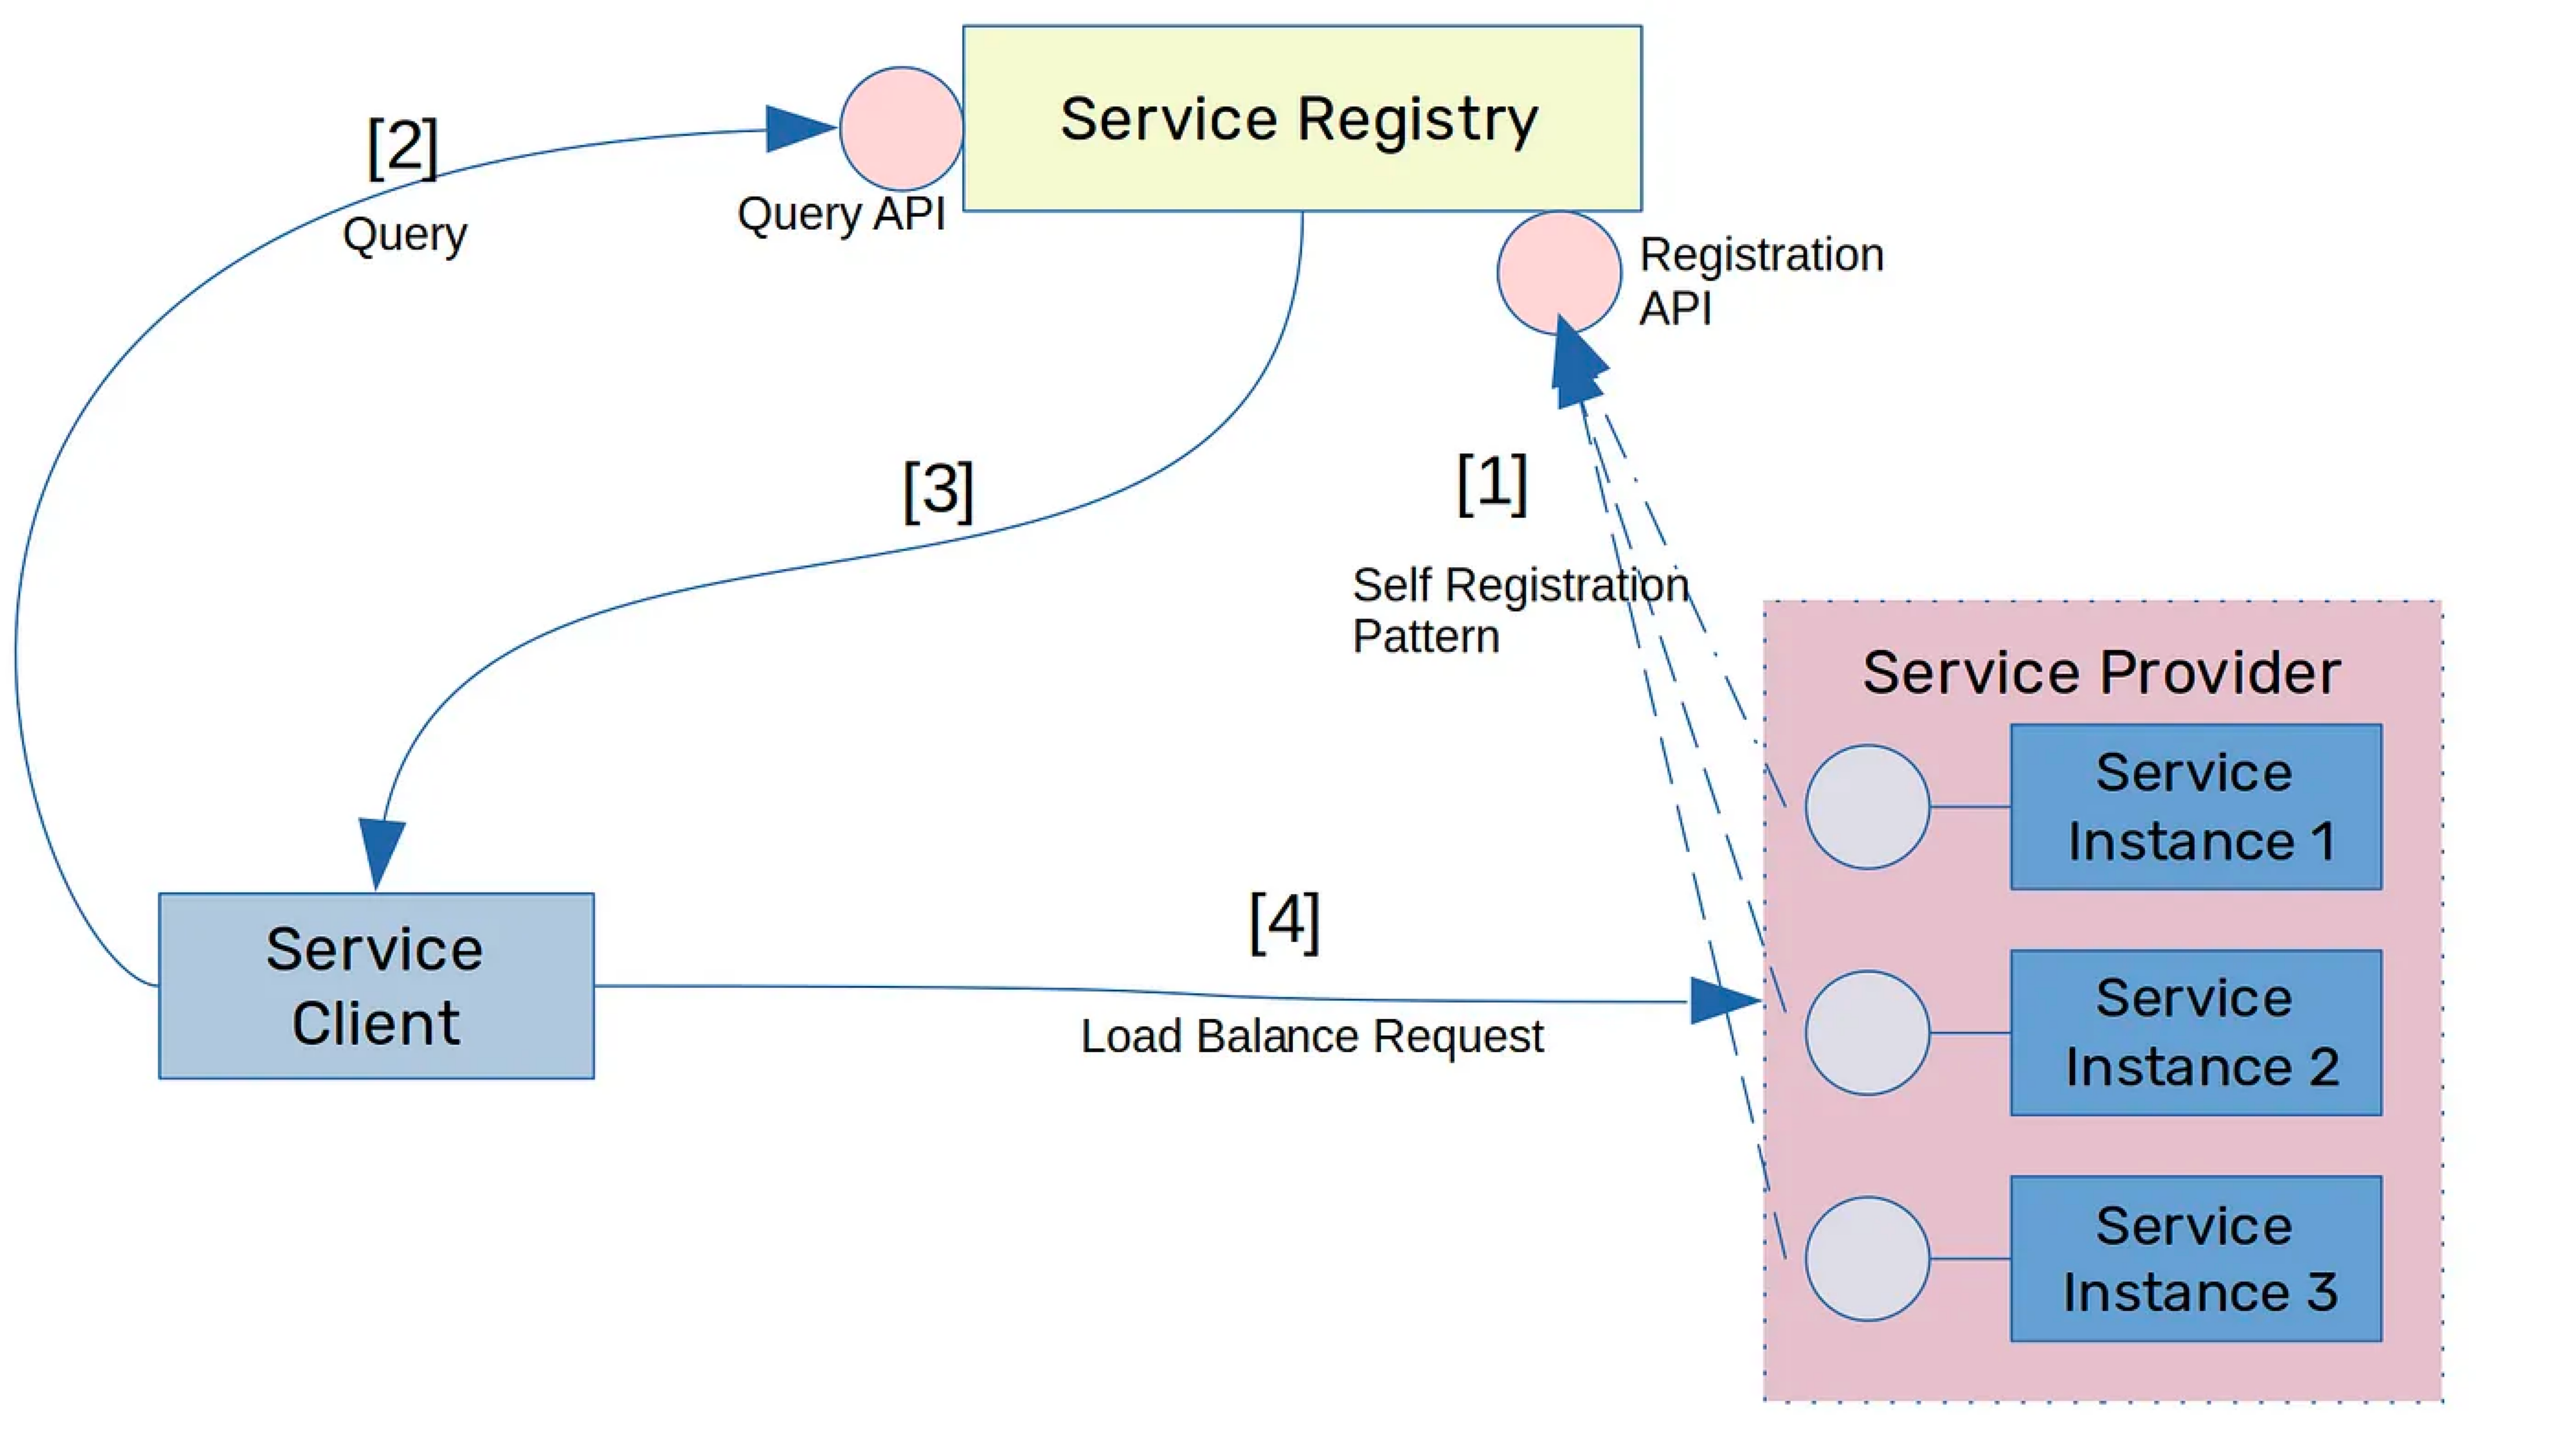 Service Registry
[2]
Query
Query API
Registration
API
[3]
[1]
Self Registration
Pattern
Service Provider
Service
Instance 1
Service
Client
[4]
Load Balance Request
Service
Instance 2
Service
Instance 3